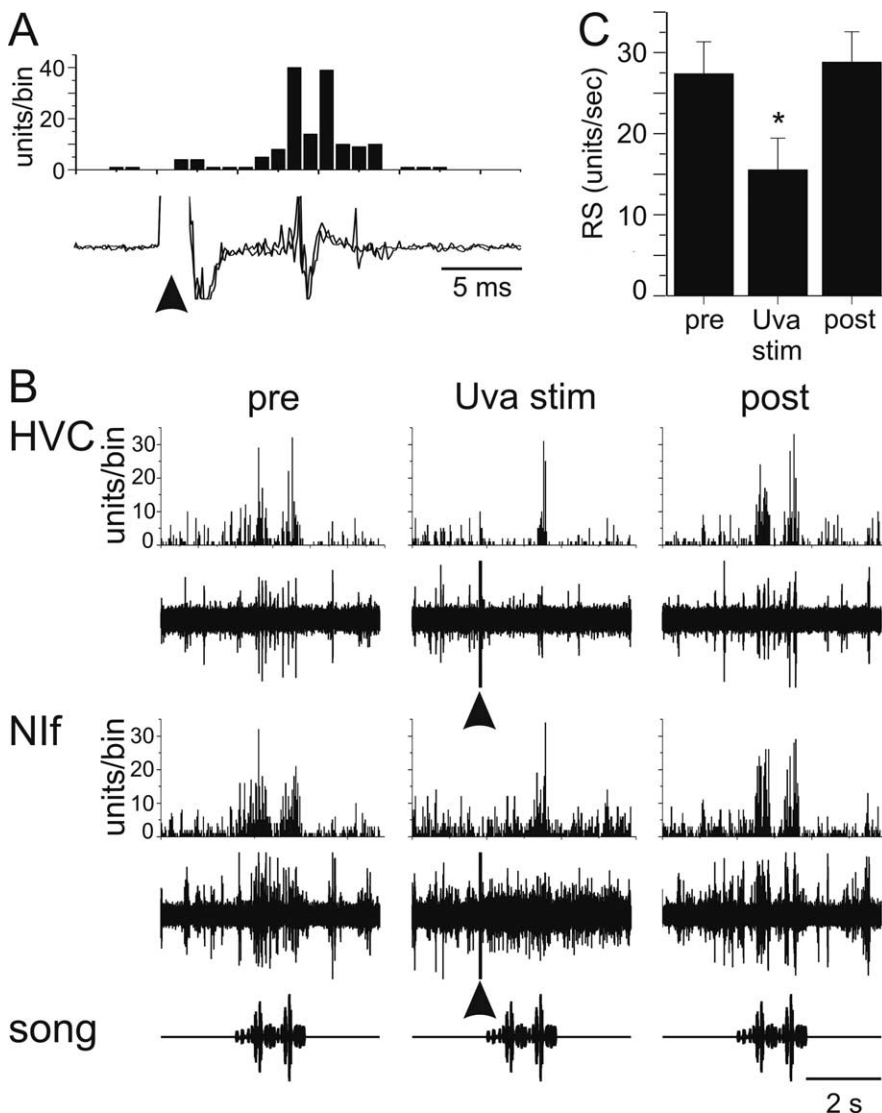 A
units/bin
40
20
0
5 ms
C
RS (units/sec)
30
20
10
0
*
pre
Uva stim
post
B
pre
Uva stim
post
HVC
units/bin
30
20
10
0
NIf
units/bin
30
20
10
0
song
2 s